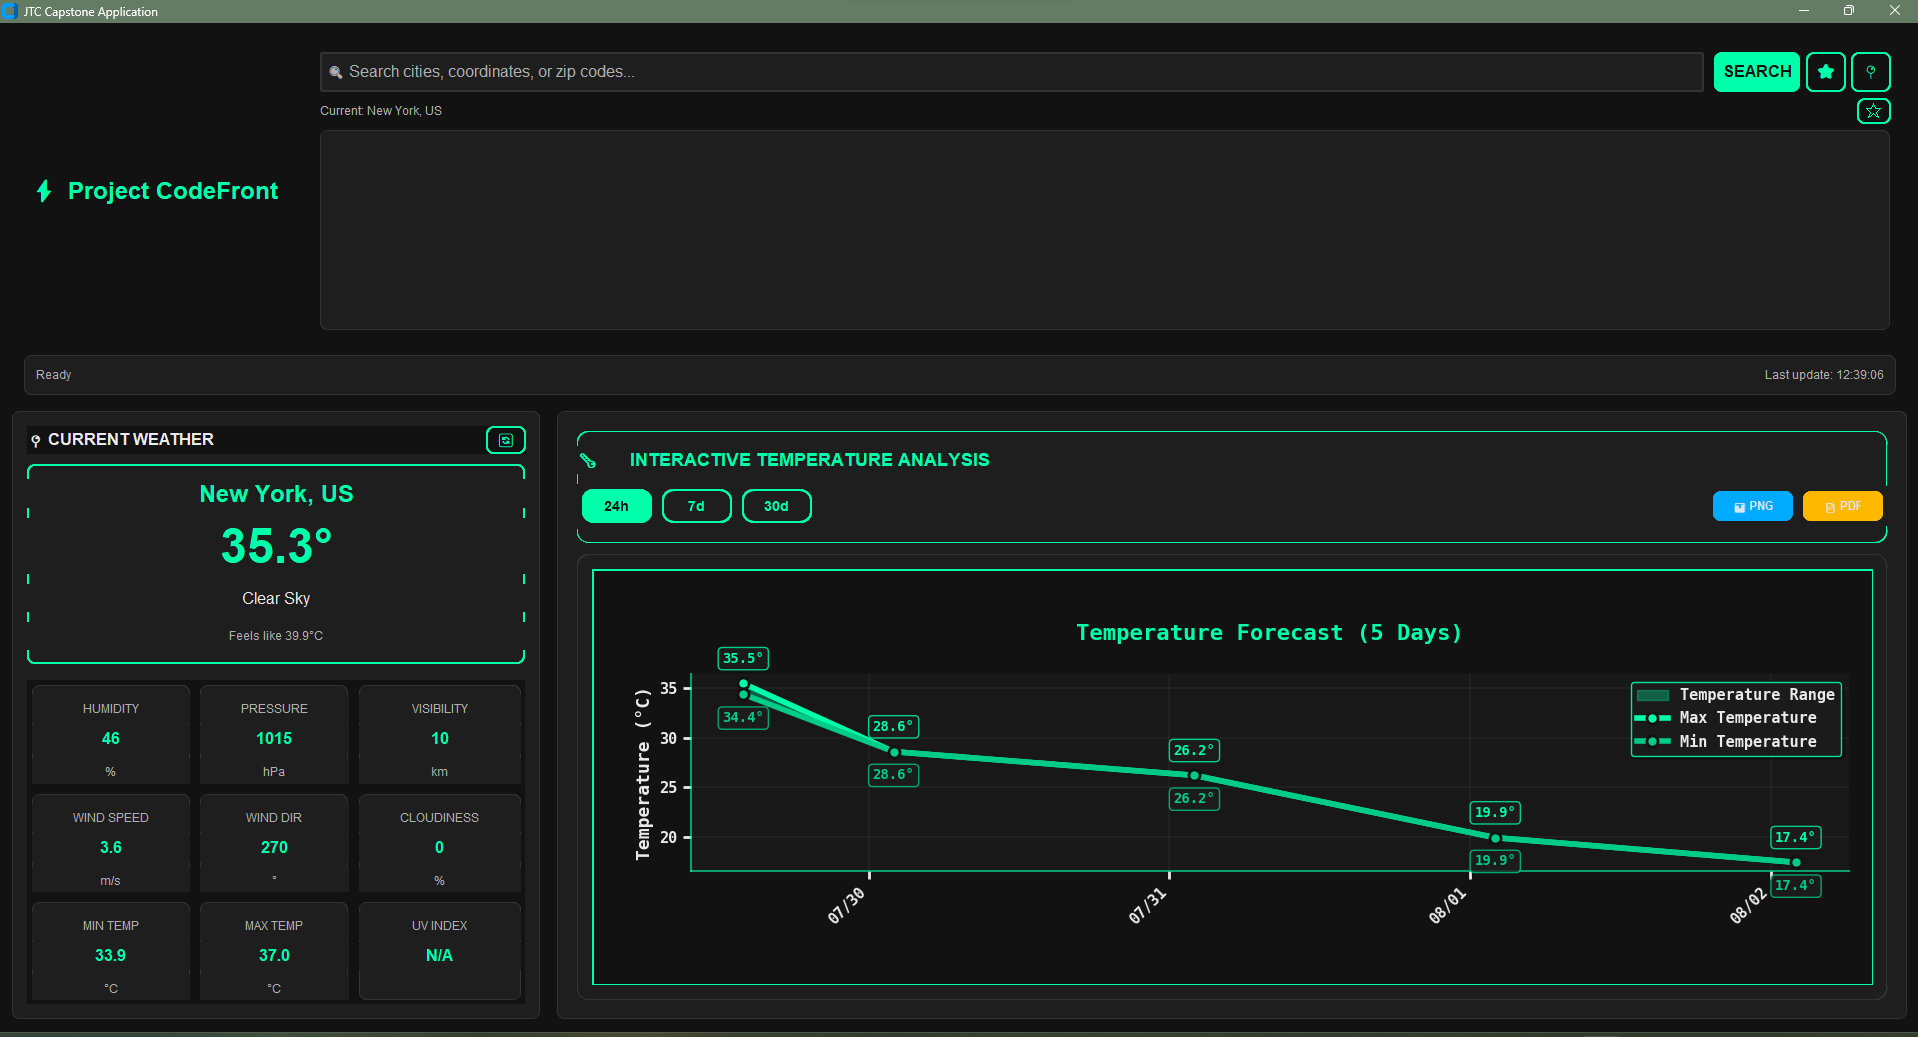 JTC Capstone Application
Search cities, coordinates, or zip codes...
SEARCH
Current: New York, US
Project CodeFront
Ready
Last update: 12:39:06
CURRENT WEATHER
New York, US
35.3°
Clear Sky
Feels like 39.9°C
HUMIDITY
46
%
PRESSURE
1015
hPa
VISIBILITY
10
km
WIND SPEED
3.6
m/s
WIND DIR
270
°
CLOUDINESS
0
%
MIN TEMP
33.9
°C
MAX TEMP
37.0
°C
UV INDEX
N/A
INTERACTIVE TEMPERATURE ANALYSIS
24h
7d
30d
PNG
PDF
Temperature Forecast (5 Days)
Temperature (°C)
35
30
25
20
35.5°
34.4°
28.6°
28.6°
26.2°
26.2°
19.9°
19.9°
17.4°
17.4°
Temperature Range
Max Temperature
Min Temperature
07/30
07/31
08/01
08/02